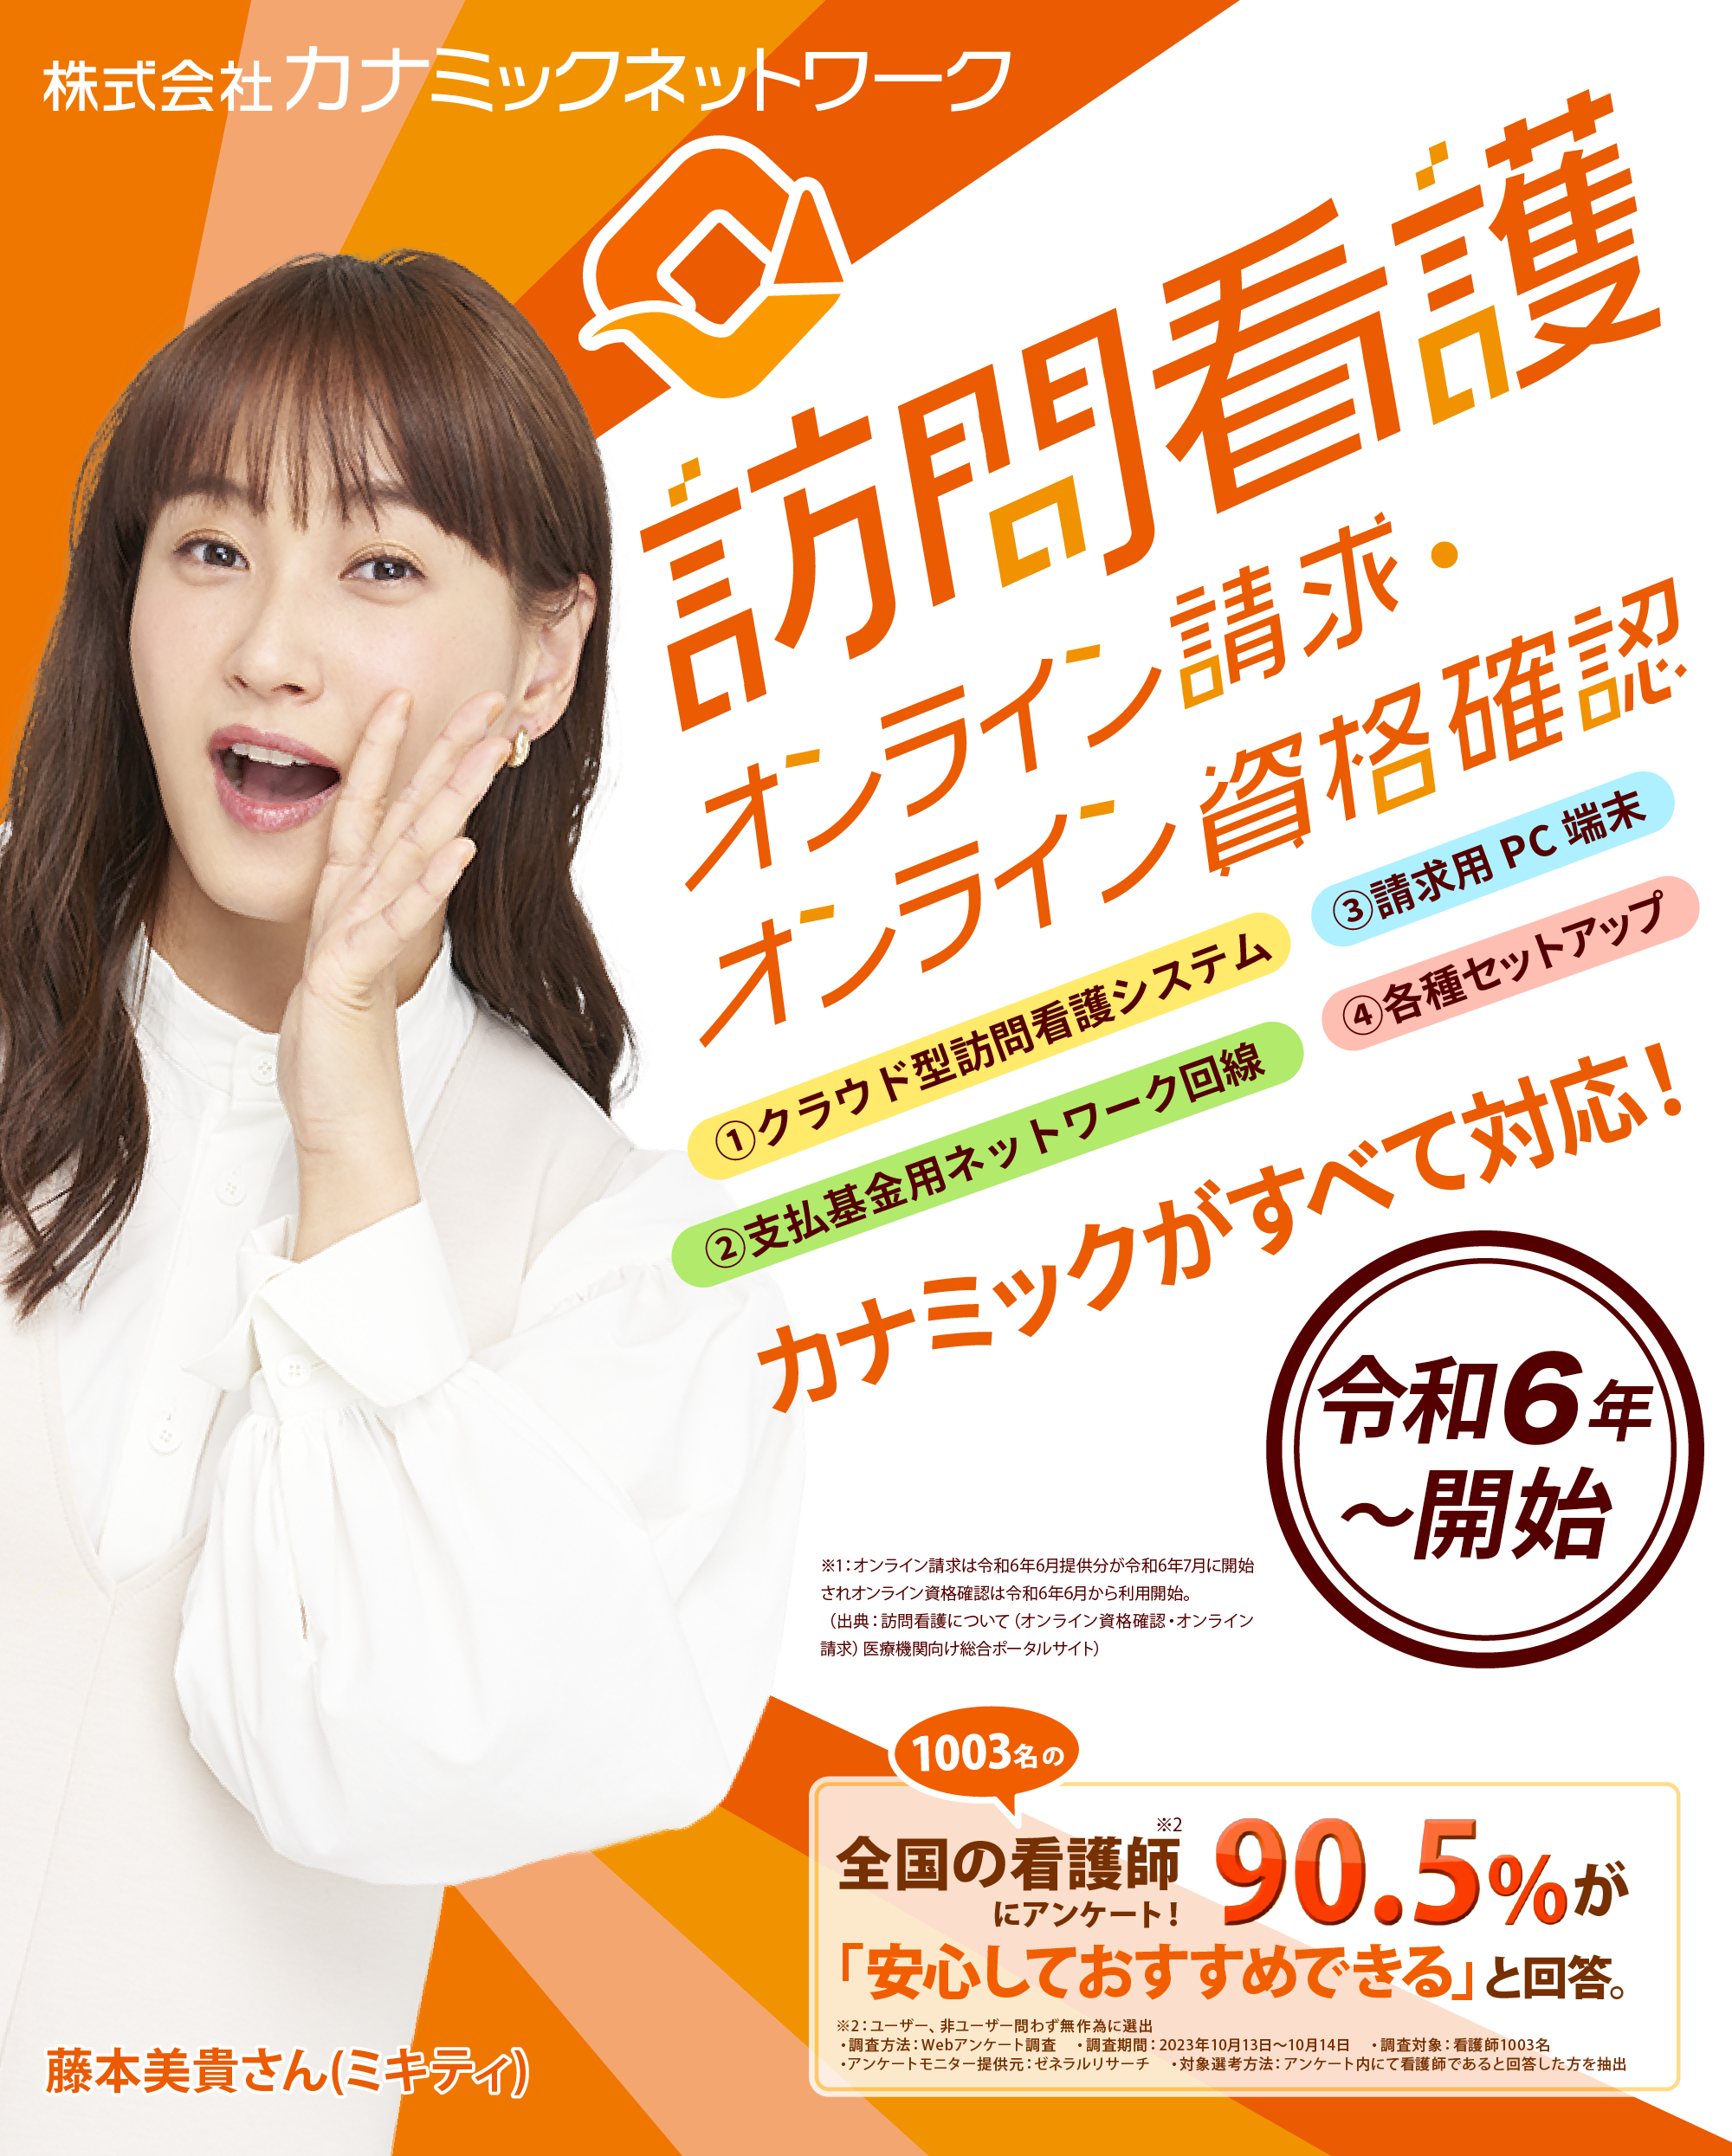 株式会社カナミックネットワーク
訪問看護
オンライン請求・
オンライン資格確認
①クラウド型訪問看護システム
③請求用PC端末
②支払基金用ネットワーク回線
④各種セットアップ
カナミックがすべて対応！
令和6年
～開始
※1：オンライン請求は令和6年6月提供分が令和6年7月に開始
されオンライン資格確認は令和6年6月から利用開始。
（出典：訪問看護について（オンライン資格確認・オンライン
請求）医療機関向け総合ポータルサイト）
1003名の
全国の看護師※2
にアンケート！
90.5%が
「安心しておすすめできる」と回答。
※2：ユーザー、非ユーザー問わず無作為に選出
・調査方法：Webアンケート調査　・調査期間：2023年10月13日～10月14日　・調査対象：看護師1003名
・アンケートモニター提供元：ゼネラルリサーチ　・対象選考方法：アンケート内にて看護師であると回答した方を抽出
藤本美貴さん(ミキティ)